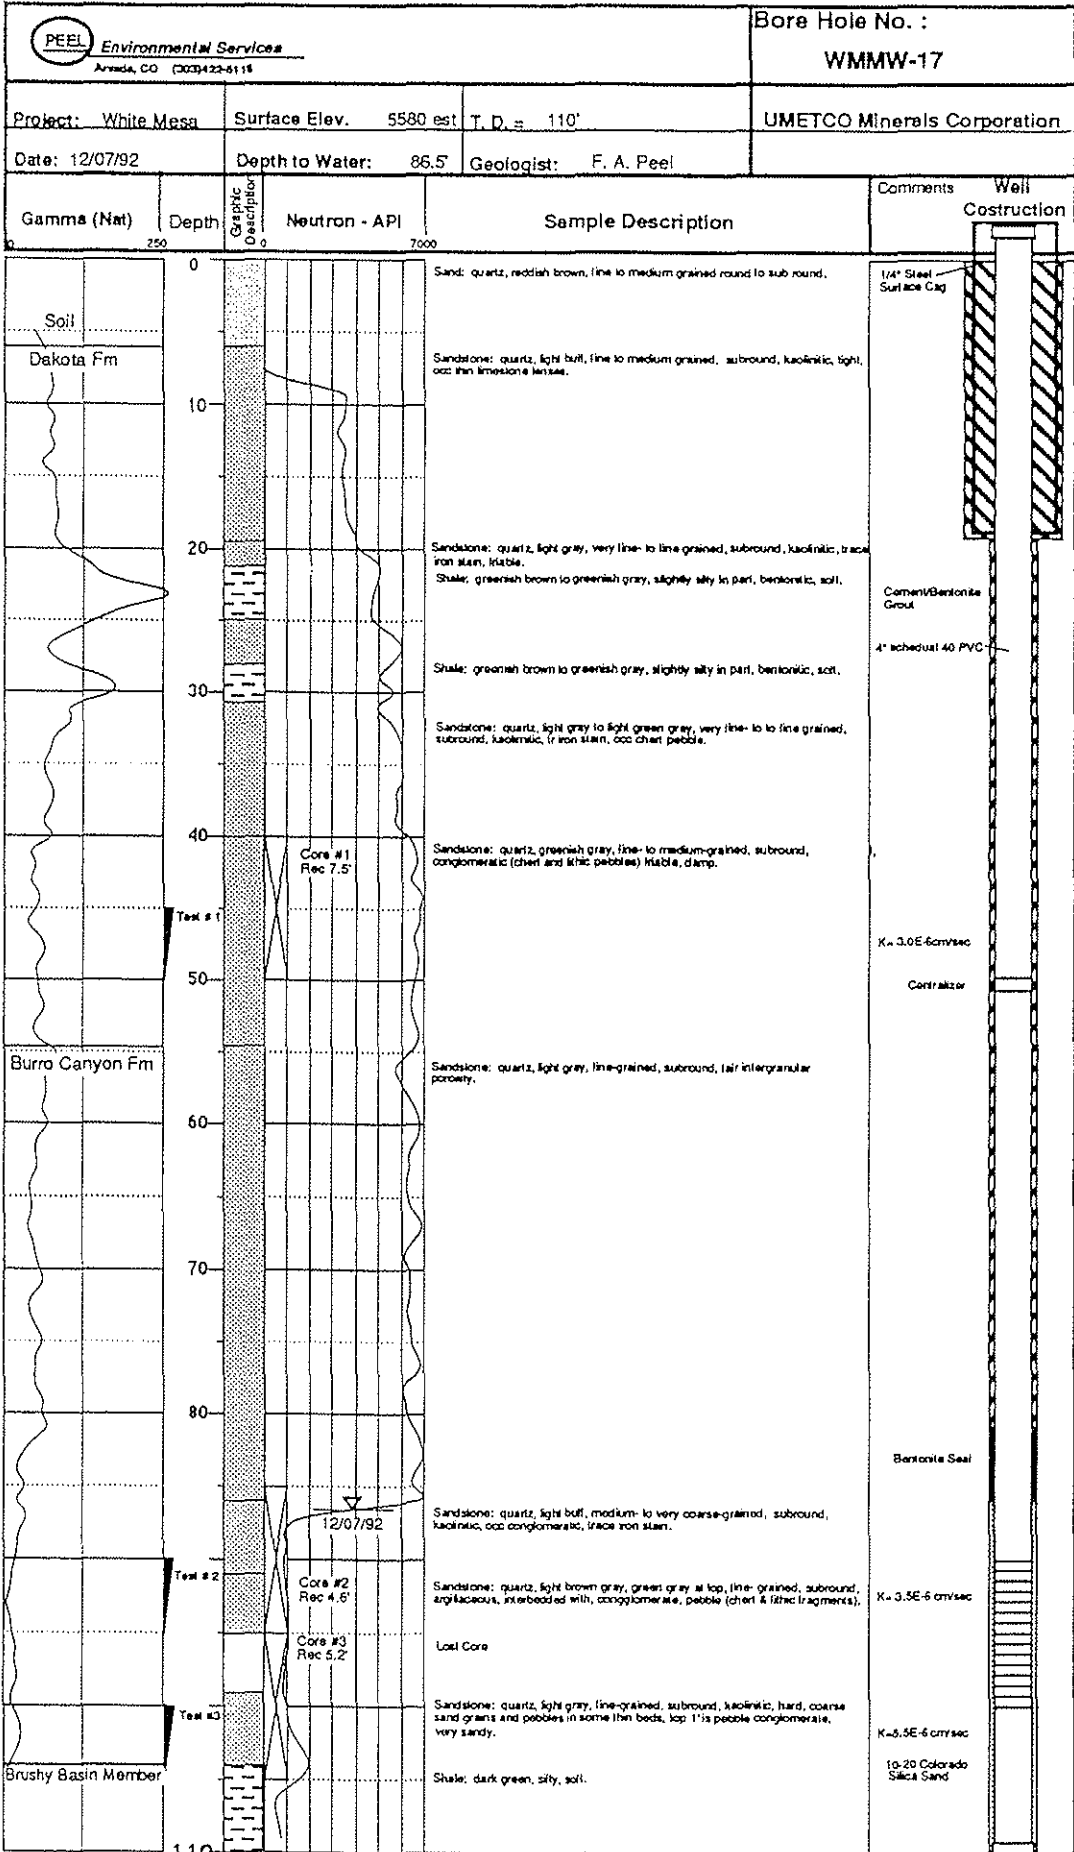 PEEL Environmental Services
Arvada, CO (303)422-5118
Bore Hole No. :
WMMW-17
Project: White Mesa
Surface Elev. 5580 est
T. D. = 110'
UMETCO Minerals Corporation
Date: 12/07/92
Depth to Water: 86.5'
Geologist: F. A. Peel
Gamma (Nat)
0 250
Depth
Graphic Description
Neutron - API
0 7000
Sample Description
Comments
Well
Costruction
0
Sand: quartz, reddish brown, fine to medium grained round to sub round.
1/4" Steel
Surface Csg
Soil
Dakota Fm
Sandstone: quartz, light buff, fine to medium grained, subround, kaolinitic, tight,
occ thin limestone lenses.
10
20
Sandstone: quartz, light gray, very fine- to fine grained, subround, kaolinitic, trace
iron stain, friable.
Shale: greenish brown to greenish gray, slightly silty in part, bentonitic, soft.
Cement/Bentonite
Grout
4" schedual 40 PVC
Shale: greenish brown to greenish gray, slightly silty in part, bentonitic, soft.
30
Sandstone: quartz, light gray to light green gray, very fine- to to fine grained,
subround, kaolinitic, tr iron stain, occ chert pebble.
40
Core #1
Rec 7.5'
Sandstone: quartz, greenish gray, fine- to medium-grained, subround,
conglomeratic (chert and lithic pebbles) friable, damp.
),
Test # 1
K= 3.0E-6cm/sec
50
Centralizer
Burro Canyon Fm
Sandstone: quartz, light gray, fine-grained, subround, fair intergranular
porosity.
60
70
80
Bentonite Seal
12/07/92
Sandstone: quartz, light buff, medium- to very coarse-grained, subround,
kaolinitic, occ conglomeratic, trace iron stain.
Test # 2
Core #2
Rec 4.6'
Sandstone: quartz, light brown gray, green gray at top, fine- grained, subround,
argillaceous, interbedded with, congglomerate, pebble (chert & lithic fragments).
K= 3.5E-6 cm/sec
Core #3
Rec 5.2'
Lost Core
Test #3
Sandstone: quartz, light gray, fine-grained, subround, kaolinitic, hard, coarse
sand grains and pebbles in some thin beds, top 1' is pebble conglomerate,
very sandy.
K=5.5E-6 cm/sec
Brushy Basin Member
Shale: dark green, silty, soft.
10-20 Colorado
Silica Sand
110